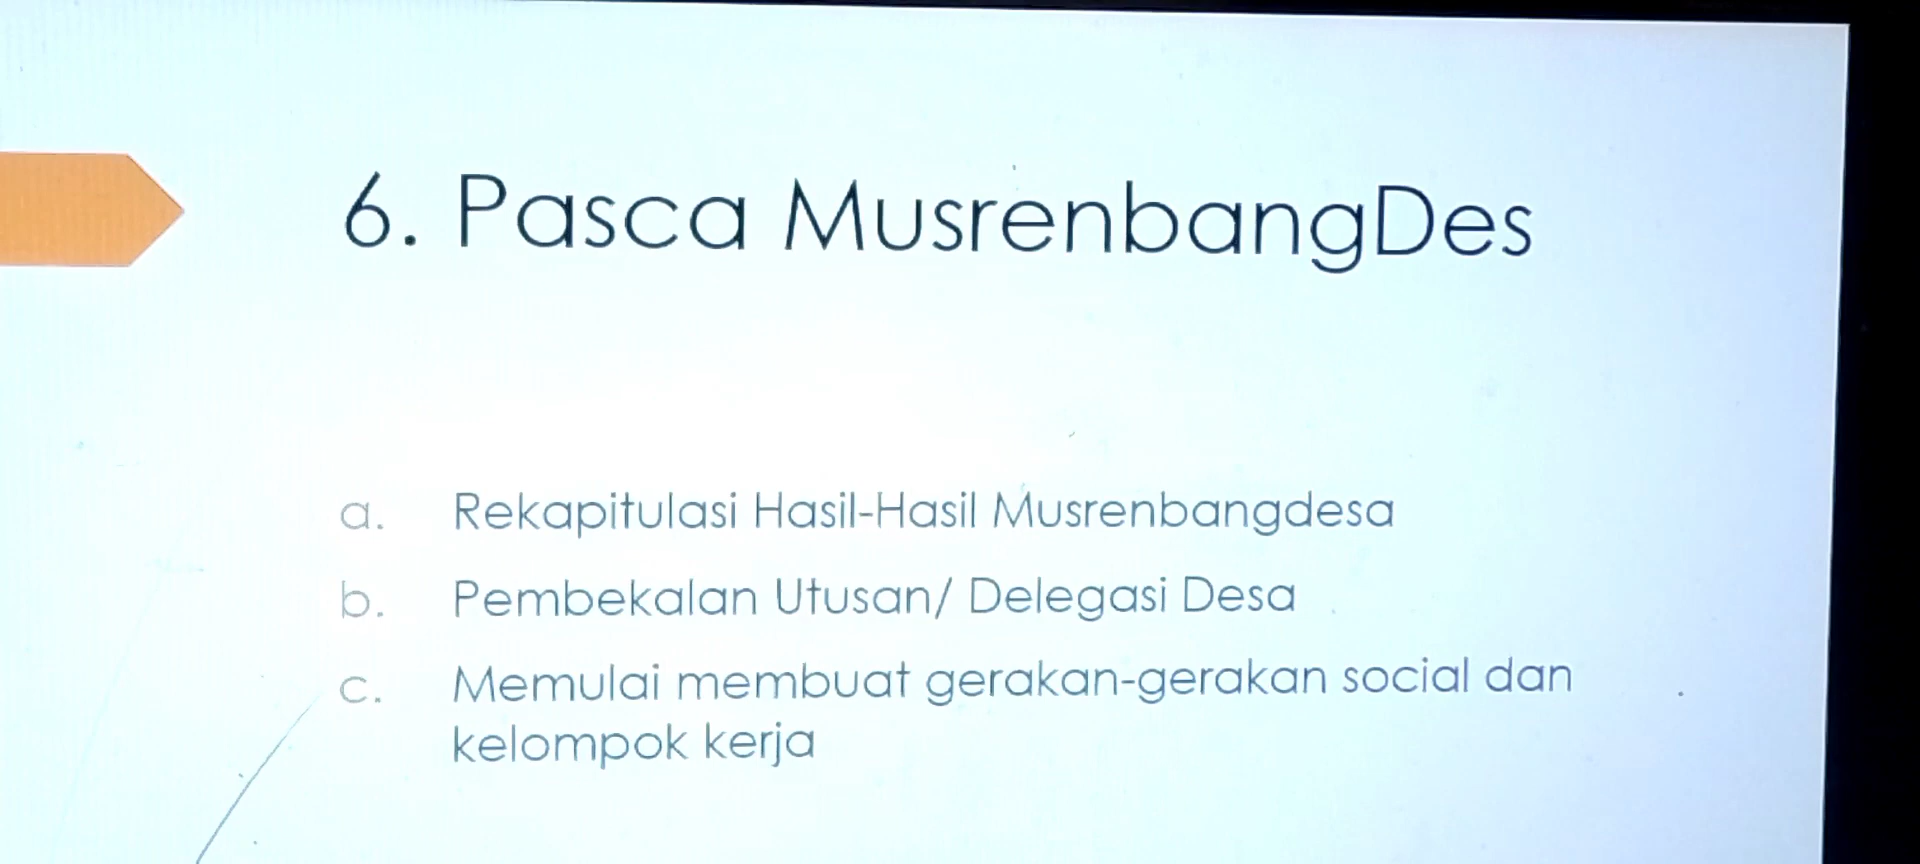 6. Pasca MusrenbangDes
a. Rekapitulasi Hasil-Hasil Musrenbangdesa
b. Pembekalan Utusan/ Delegasi Desa
c. Memulai membuat gerakan-gerakan social dan
kelompok kerja